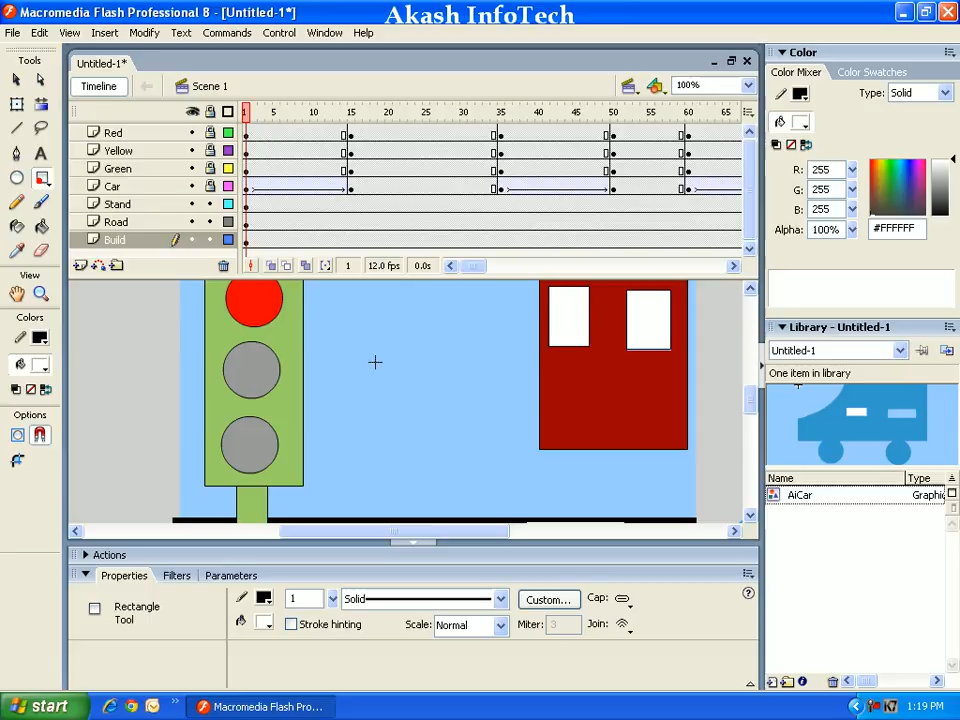 Macromedia Flash Professional 8 - [Untitled-1*]
Akash InfoTech
File Edit View Insert Modify Text Commands Control Window Help
Tools
View
Colors
Options
Untitled-1*
Timeline
Scene 1
100%
1 5 10 15 20 25 30 35 40 45 50 55 60 65
Red
Yellow
Green
Car
Stand
Road
Build
1 12.0 fps 0.0s
Actions
Properties Filters Parameters
Rectangle
Tool
1
Solid
Custom...
Cap:
Stroke hinting
Scale: Normal
Miter: 3
Join:
Color
Color Mixer Color Swatches
Type: Solid
R: 255
G: 255
B: 255
Alpha: 100%
#FFFFFF
Library - Untitled-1
Untitled-1
One item in library
Name Type
AiCar Graphic
start
Macromedia Flash Pro...
1:19 PM